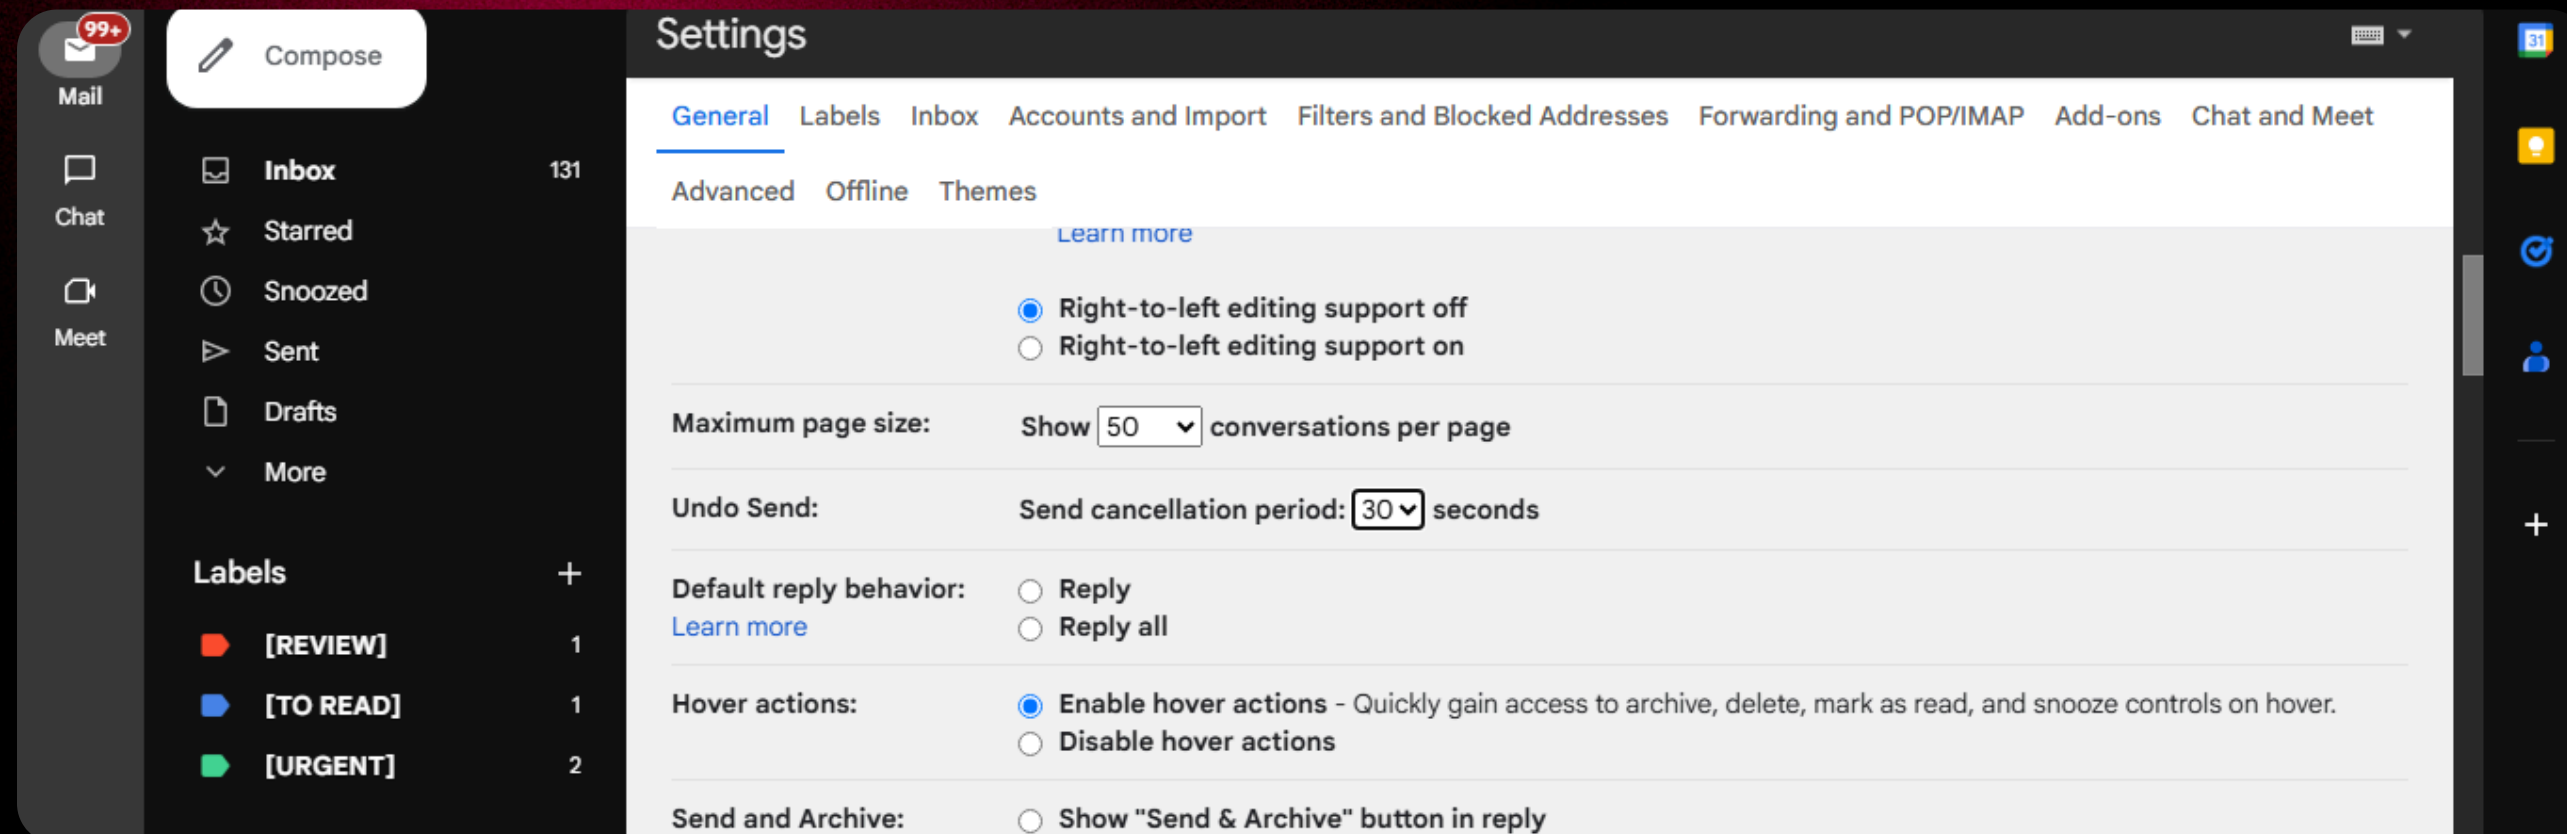 99+
Mail
Chat
Meet
Compose
Inbox 131
Starred
Snoozed
Sent
Drafts
More
Labels +
[REVIEW] 1
[TO READ] 1
[URGENT] 2
Settings
General Labels Inbox Accounts and Import Filters and Blocked Addresses Forwarding and POP/IMAP Add-ons Chat and Meet
Advanced Offline Themes
Learn more
Right-to-left editing support off
Right-to-left editing support on
Maximum page size: Show 50 conversations per page
Undo Send: Send cancellation period: 30 seconds
Default reply behavior: Reply
Learn more Reply all
Hover actions: Enable hover actions - Quickly gain access to archive, delete, mark as read, and snooze controls on hover.
Disable hover actions
Send and Archive: Show "Send & Archive" button in reply
31
+